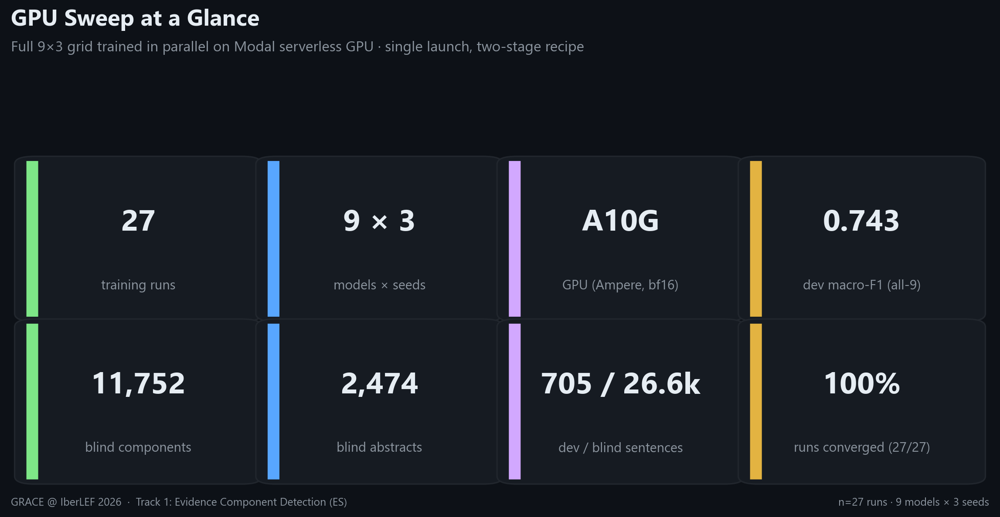 GPU Sweep at a Glance
Full 9×3 grid trained in parallel on Modal serverless GPU · single launch, two-stage recipe
27
training runs
9 × 3
models × seeds
A10G
GPU (Ampere, bf16)
0.743
dev macro-F1 (all-9)
11,752
blind components
2,474
blind abstracts
705 / 26.6k
dev / blind sentences
100%
runs converged (27/27)
GRACE @ IberLEF 2026 · Track 1: Evidence Component Detection (ES)
n=27 runs · 9 models × 3 seeds